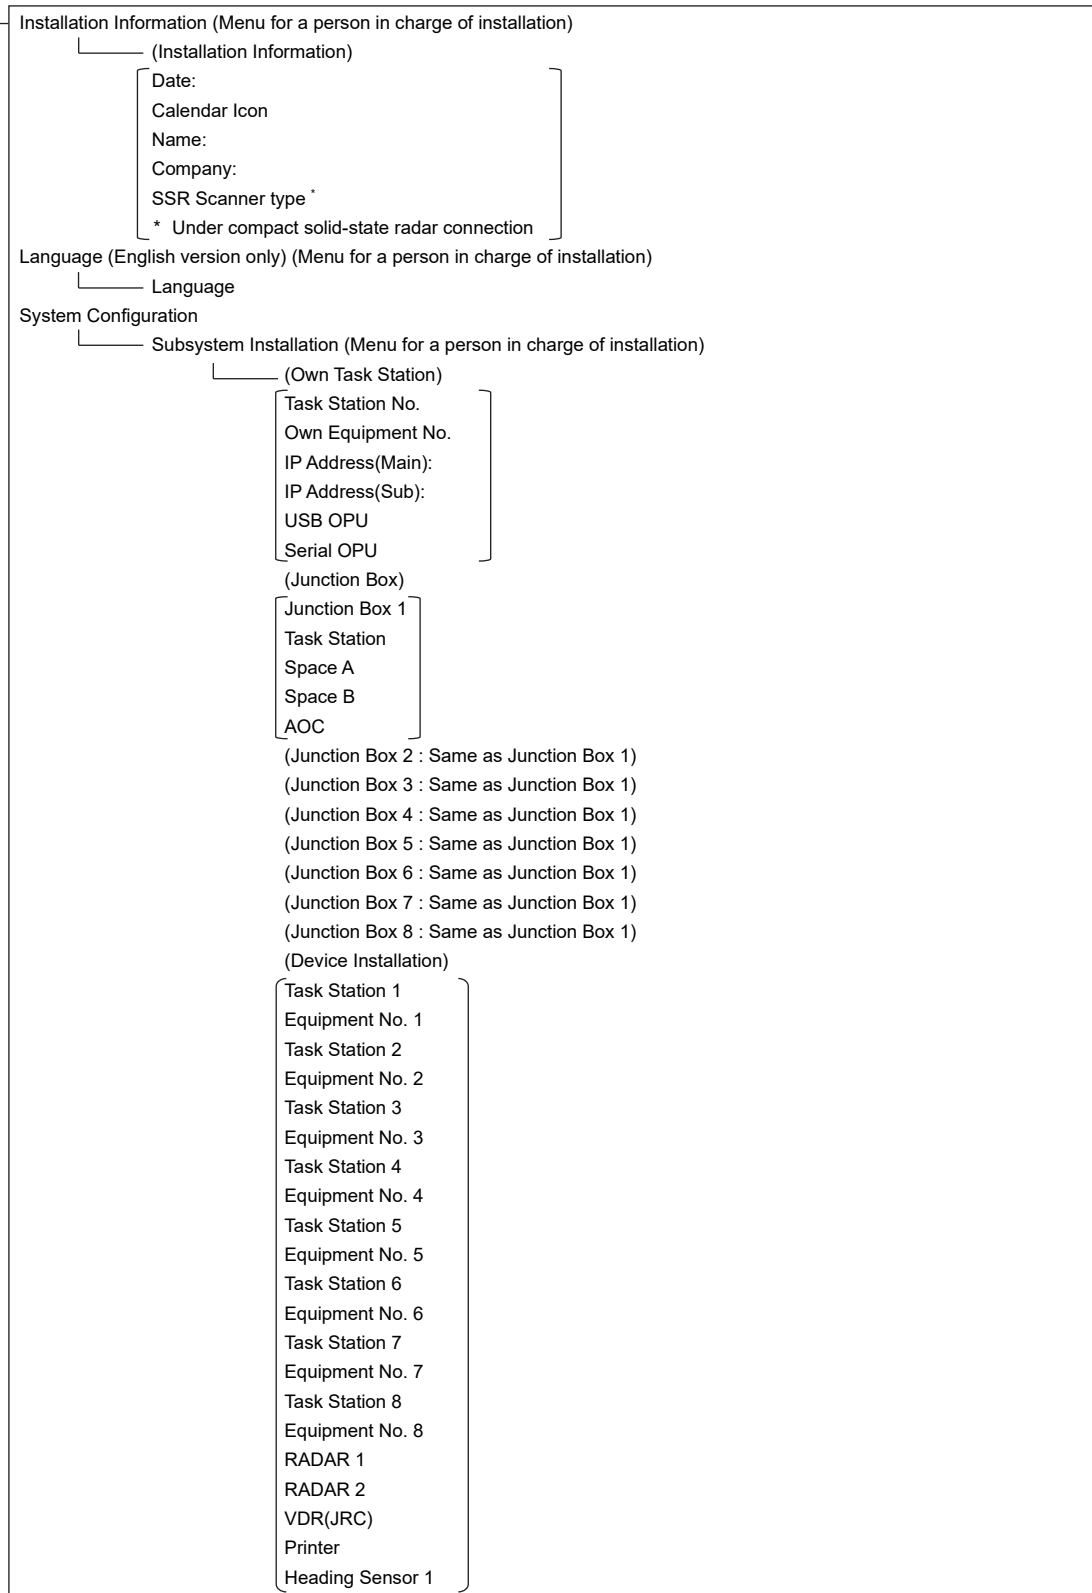 Installation Information (Menu for a person in charge of installation)
(Installation Information)
Date:
Calendar Icon
Name:
Company:
SSR Scanner type *
* Under compact solid-state radar connection
Language (English version only) (Menu for a person in charge of installation)
Language
System Configuration
Subsystem Installation (Menu for a person in charge of installation)
(Own Task Station)
Task Station No.
Own Equipment No.
IP Address(Main):
IP Address(Sub):
USB OPU
Serial OPU
(Junction Box)
Junction Box 1
Task Station
Space A
Space B
AOC
(Junction Box 2 : Same as Junction Box 1)
(Junction Box 3 : Same as Junction Box 1)
(Junction Box 4 : Same as Junction Box 1)
(Junction Box 5 : Same as Junction Box 1)
(Junction Box 6 : Same as Junction Box 1)
(Junction Box 7 : Same as Junction Box 1)
(Junction Box 8 : Same as Junction Box 1)
(Device Installation)
Task Station 1
Equipment No. 1
Task Station 2
Equipment No. 2
Task Station 3
Equipment No. 3
Task Station 4
Equipment No. 4
Task Station 5
Equipment No. 5
Task Station 6
Equipment No. 6
Task Station 7
Equipment No. 7
Task Station 8
Equipment No. 8
RADAR 1
RADAR 2
VDR(JRC)
Printer
Heading Sensor 1